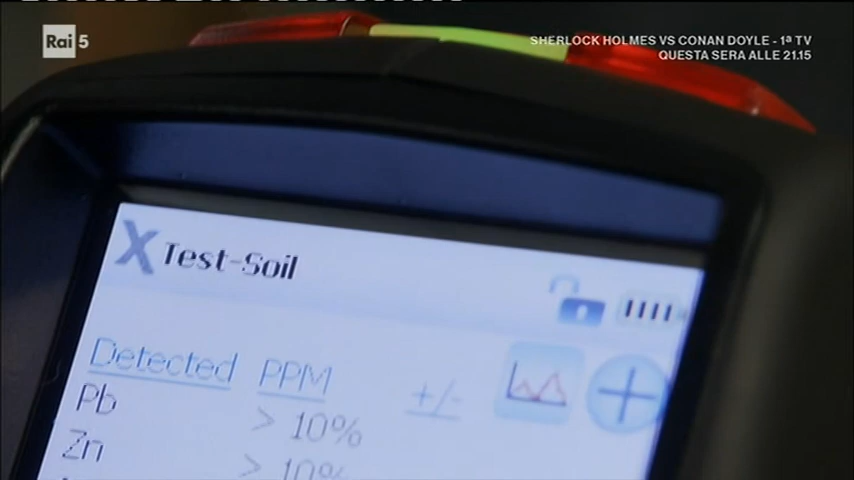 Rai 5
SHERLOCK HOLMES VS CONAN DOYLE - 1ª TV
QUESTA SERA ALLE 21.15
X Test-Soil
Detected PPM +/-
Pb > 10%
Zn > 10%